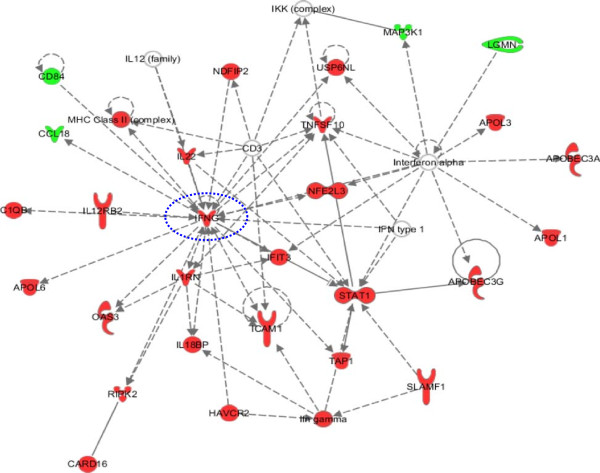 IKK (complex)
MAP3K1
LGMN
IL12 (family)
CD84
NDFIP2
USP6NL
MHC Class II (complex)
TNFSF10
APOL3
CCL18
IL22
CD3
Interferon alpha
APOBEC3A
NFE2L3
C1QB
IL12RB2
IFNG
IFN type 1
APOL1
IFIT3
APOL6
IL1RN
APOBEC3G
STAT1
OAS3
ICAM1
IL18BP
TAP1
RIPK2
SLAMF1
HAVCR2
Ifn gamma
CARD16